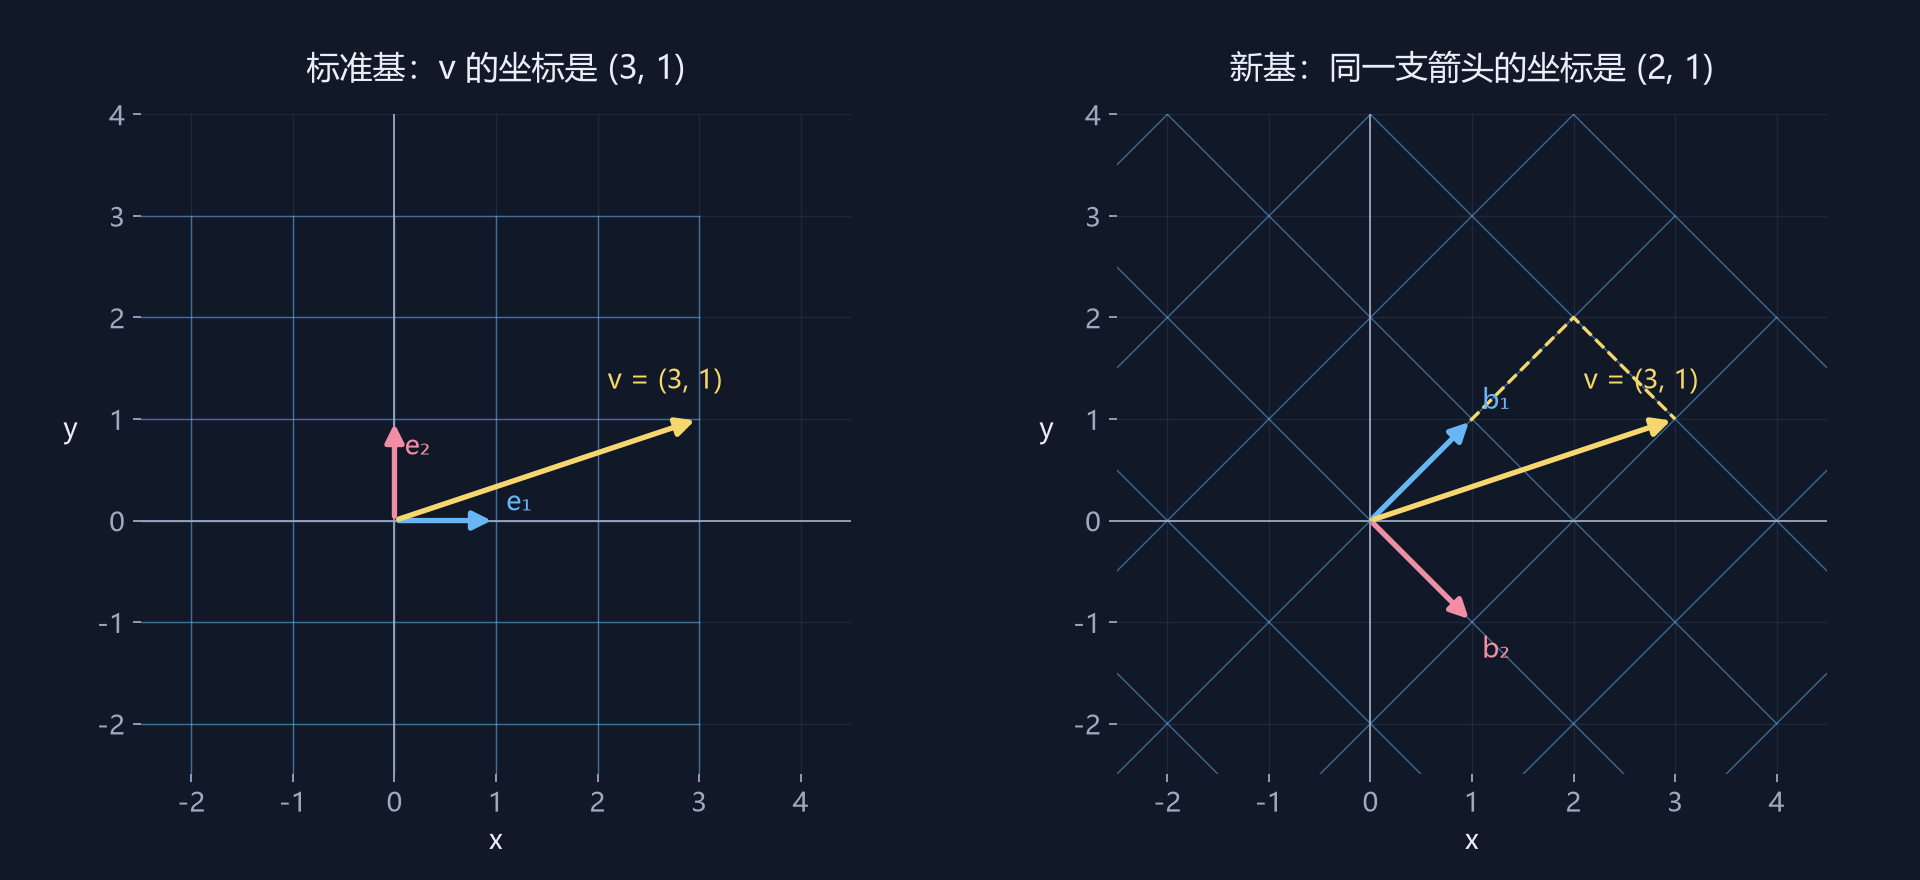 标准基：v 的坐标是 (3, 1)
4
3
2
1
0
-1
-2
y
v = (3, 1)
e₂
e₁
-2 -1 0 1 2 3 4
x
新基：同一支箭头的坐标是 (2, 1)
4
3
2
1
0
-1
-2
y
v = (3, 1)
b₁
b₂
-2 -1 0 1 2 3 4
x